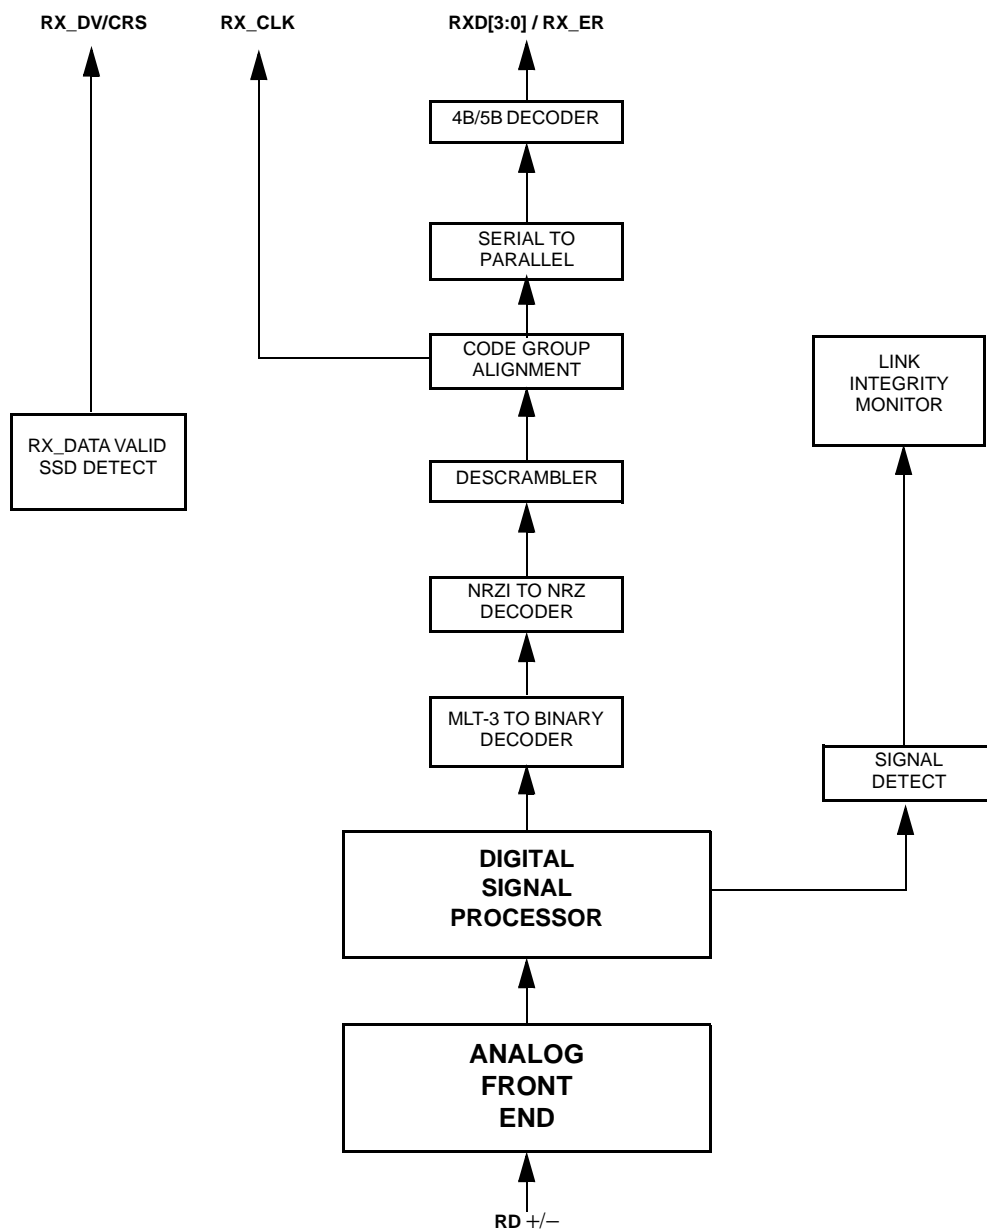 RX_DV/CRS
RX_CLK
RXD[3:0] / RX_ER
4B/5B DECODER
SERIAL TO
PARALLEL
CODE GROUP
ALIGNMENT
LINK
INTEGRITY
MONITOR
RX_DATA VALID
SSD DETECT
DESCRAMBLER
NRZI TO NRZ
DECODER
MLT-3 TO BINARY
DECODER
SIGNAL
DETECT
DIGITAL
SIGNAL
PROCESSOR
ANALOG
FRONT
END
RD +/−